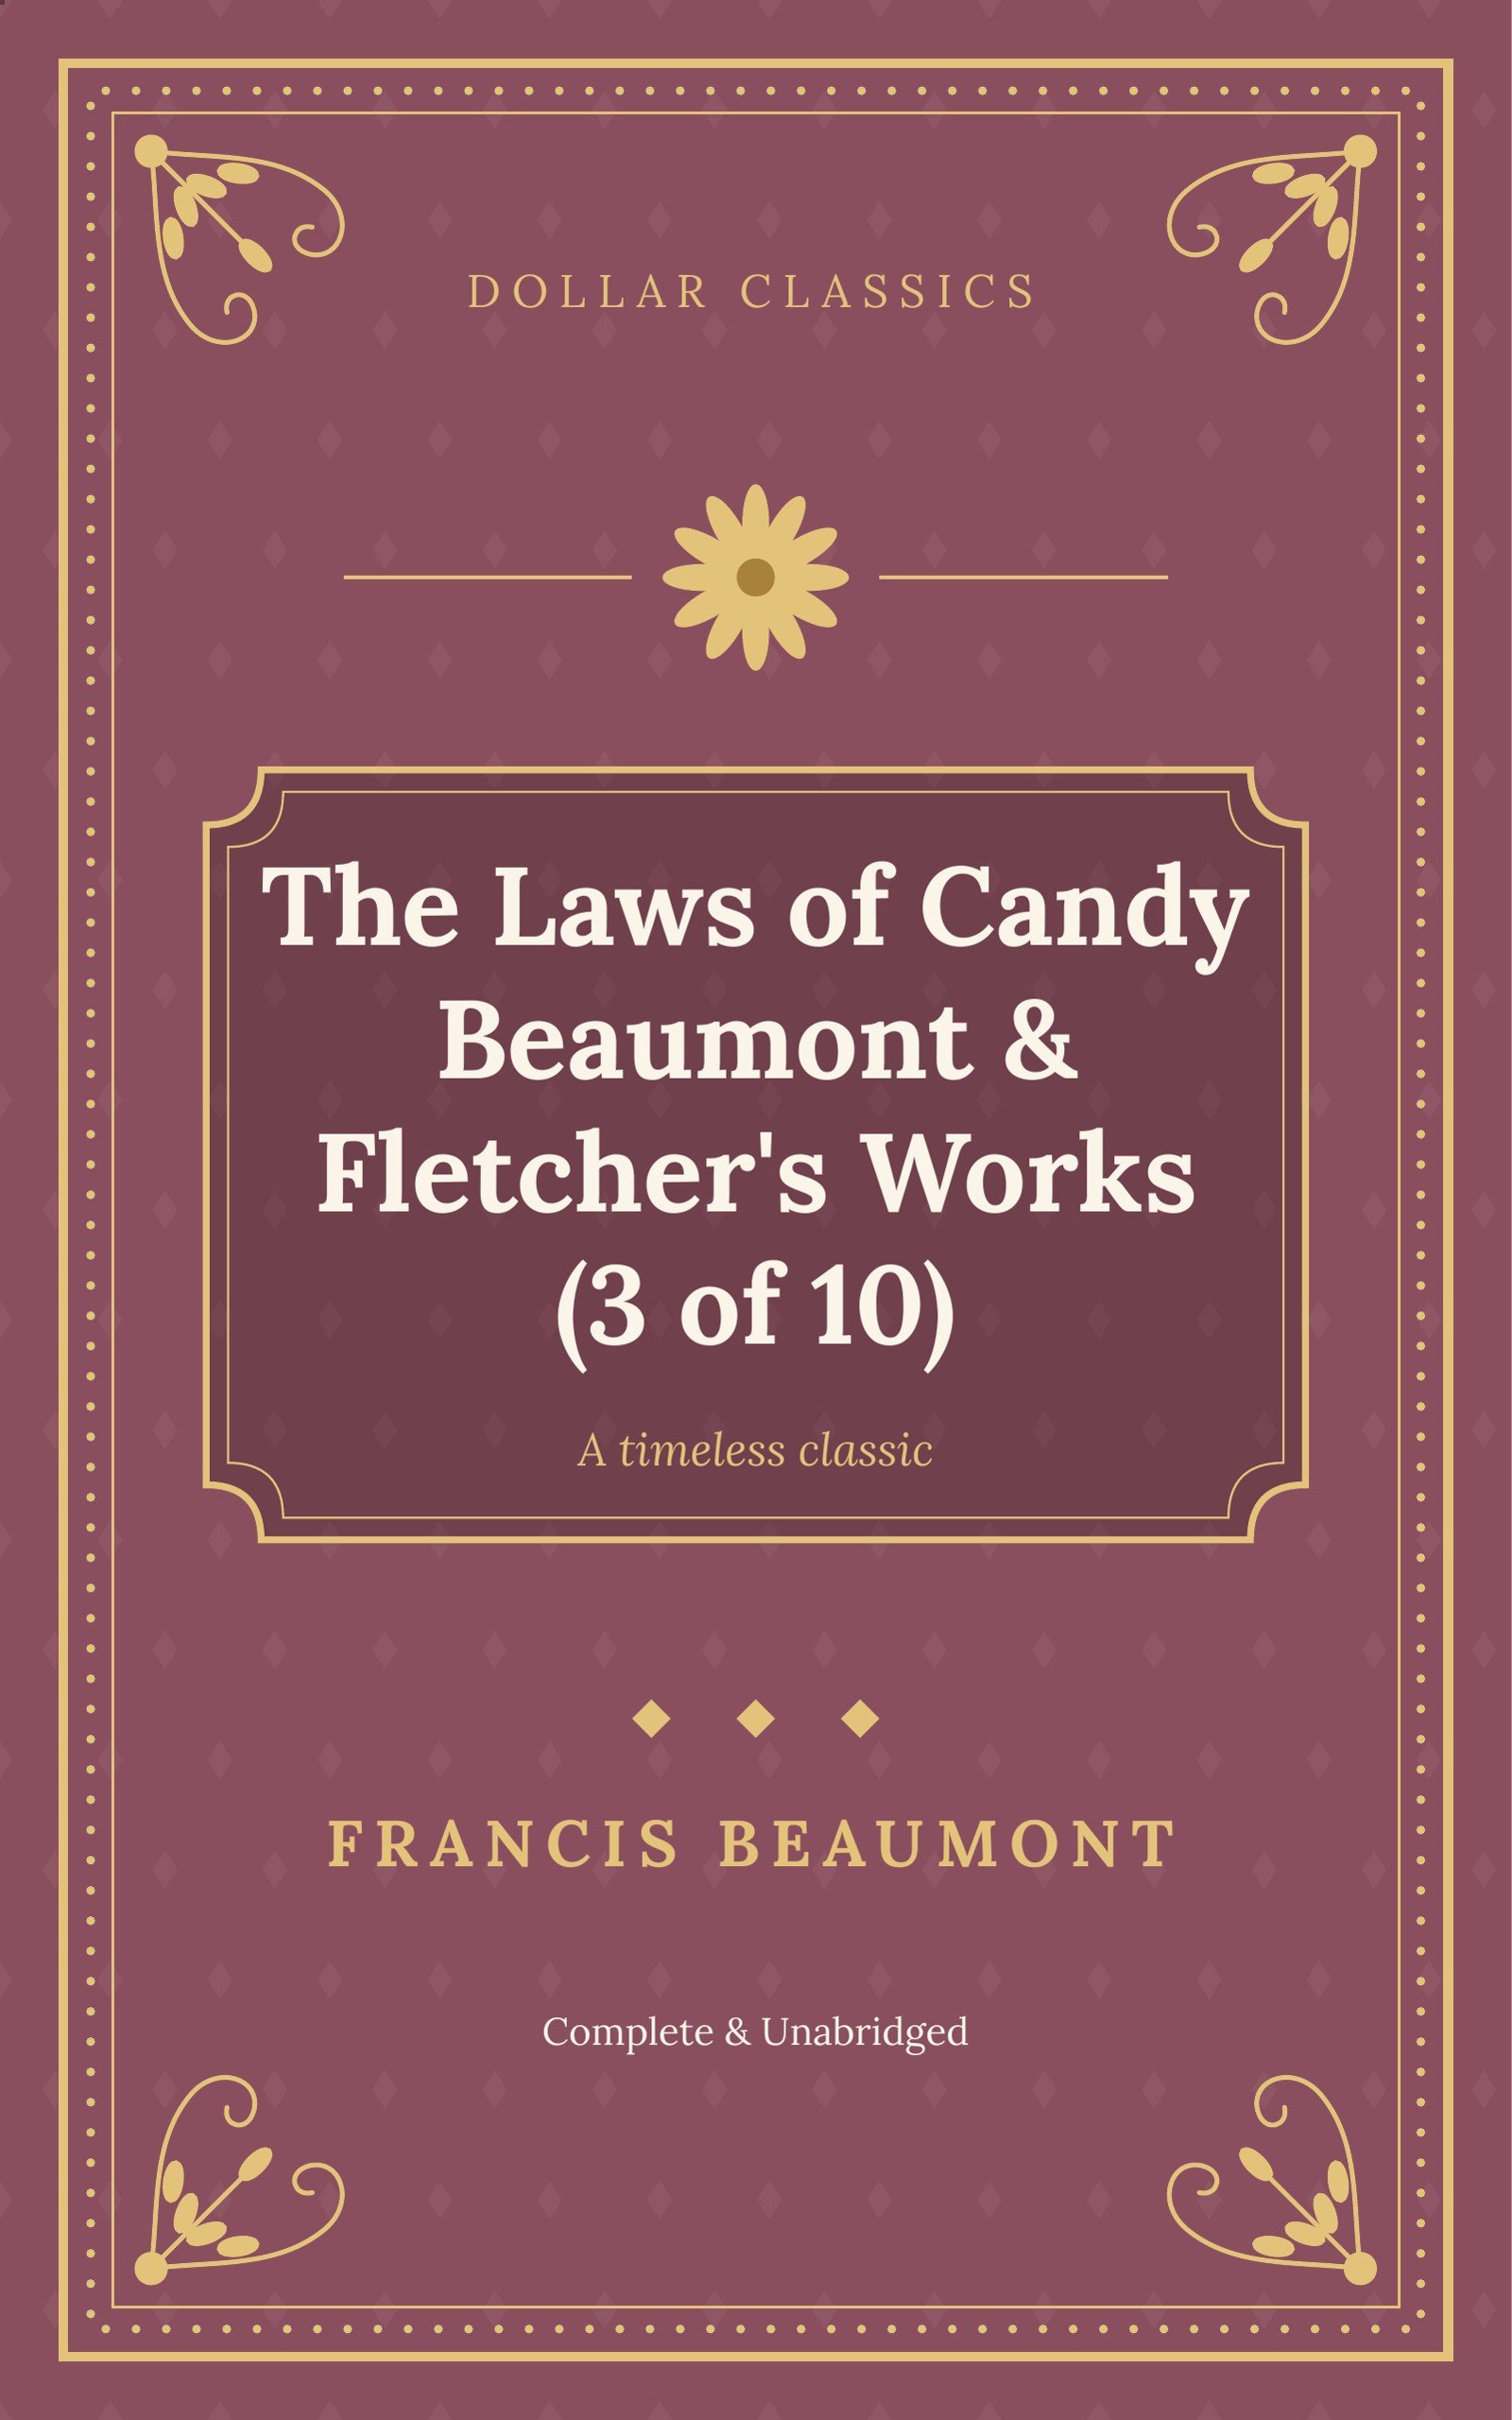 DOLLAR CLASSICS
The Laws of Candy
Beaumont &
Fletcher's Works
(3 of 10)
A timeless classic
FRANCIS BEAUMONT
Complete & Unabridged